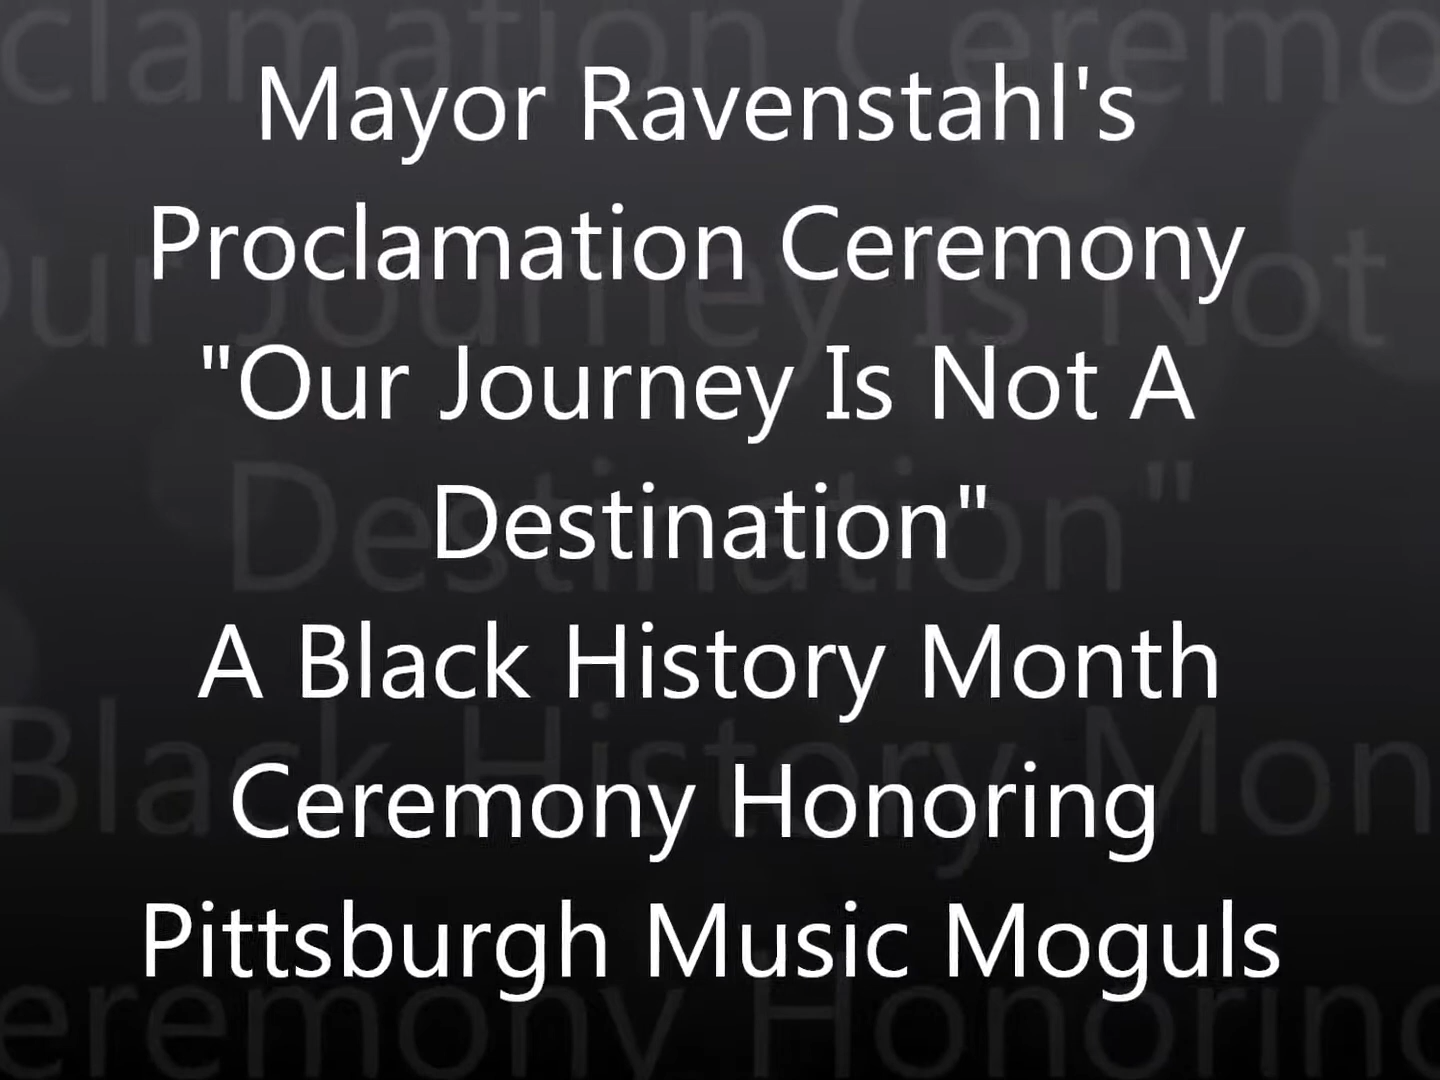 Mayor Ravenstahl's
Proclamation Ceremony
"Our Journey Is Not A
Destination"
A Black History Month
Ceremony Honoring
Pittsburgh Music Moguls